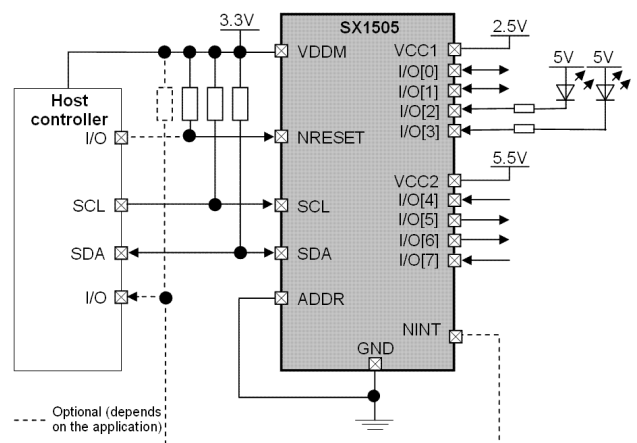 3.3V
SX1505
2.5V
VDDM
VCC1
I/O[0]
I/O[1]
I/O[2]
I/O[3]
5V
5V
Host
controller
I/O
NRESET
5.5V
VCC2
I/O[4]
I/O[5]
I/O[6]
I/O[7]
SCL
SCL
SDA
SDA
I/O
ADDR
NINT
GND
Optional (depends
on the application)